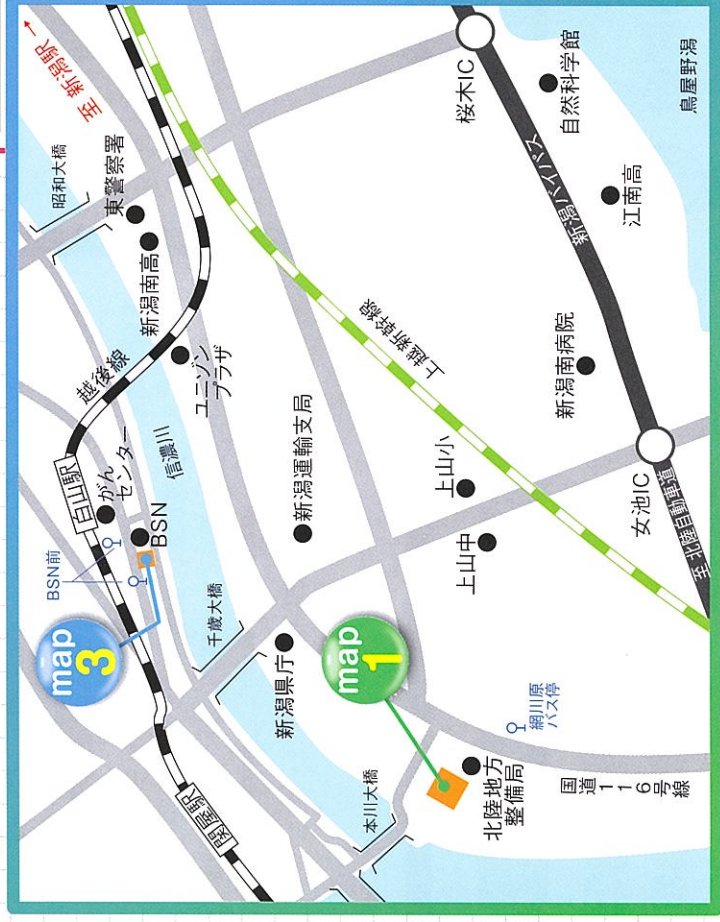 至 新潟駅→
昭和大橋
東警察署
新潟南高
越後線
ユニゾン
プラザ
白山駅
がん
センター
BSN
BSN前
信濃川
map
3
千歳大橋
関屋駅
新潟県庁
新潟運輸支局
map
1
本川大橋
北陸地方
整備局
網川原
バス停
国道116号線
上山小
上山中
上越新幹線
桜木IC
自然科学館
鳥屋野潟
新潟バイパス
江南高
新潟南病院
女池IC
至 北陸自動車道